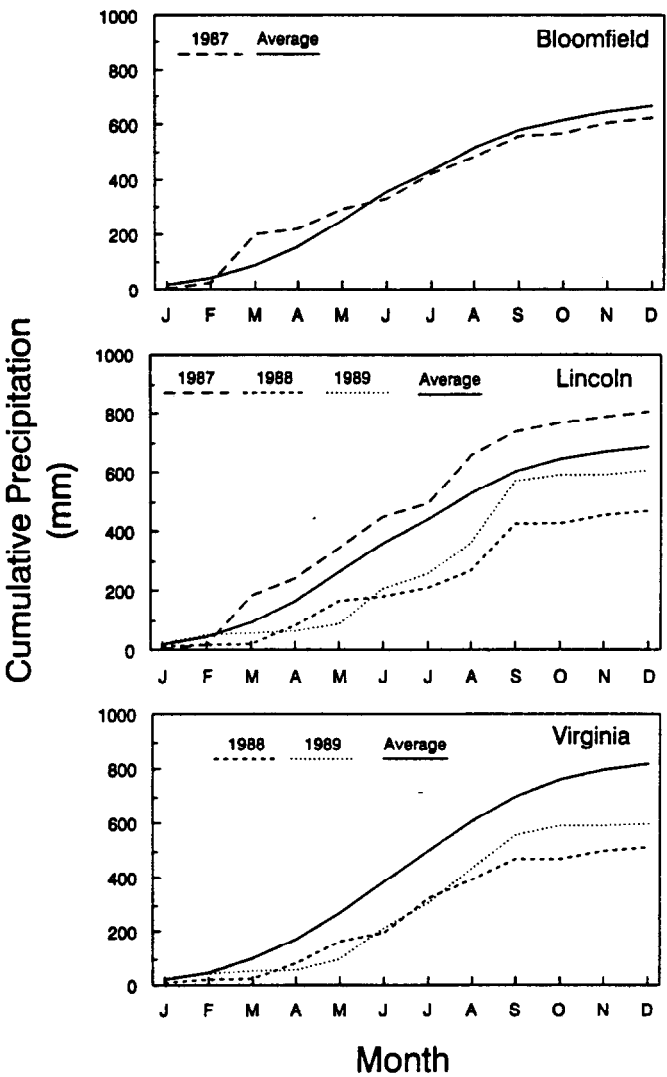 Cumulative Precipitation
(mm)
1000
800
600
400
200
0
1987 Average
Bloomfield
J F M A M J J A S O N D
1000
800
600
400
200
0
1987 1988 1989 Average
Lincoln
J F M A M J J A S O N D
1000
800
600
400
200
0
1988 1989 Average
Virginia
J F M A M J J A S O N D
Month